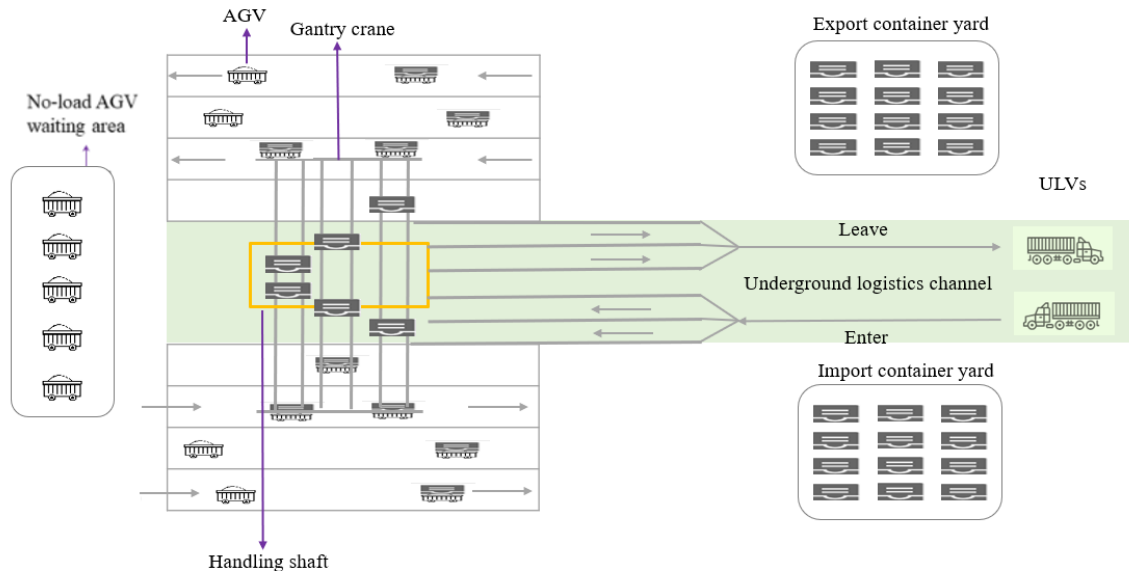 AGV
Gantry crane
Export container yard
No-load AGV
waiting area
ULVs
Leave
Underground logistics channel
Enter
Import container yard
Handling shaft